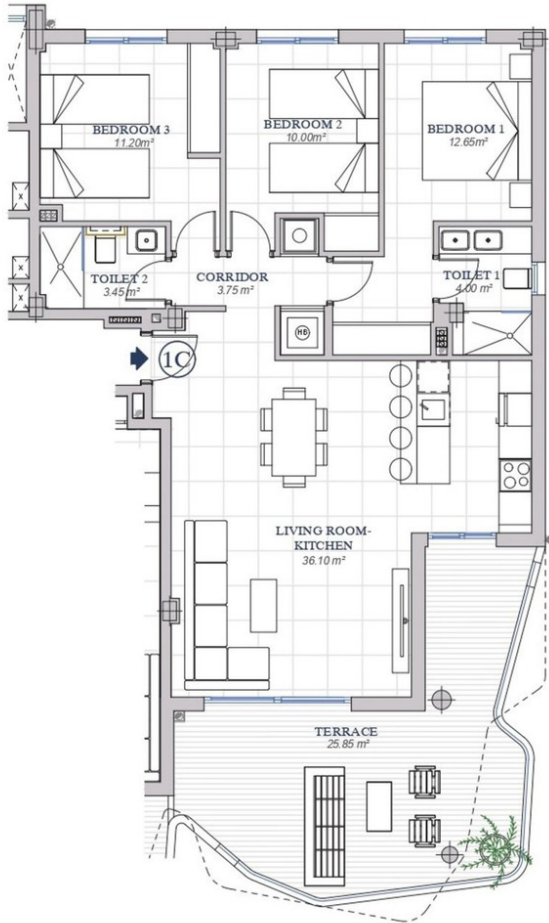 BEDROOM 3
11.20m²
BEDROOM 2
10.00m²
BEDROOM 1
12.65m²
TOILET 2
3.45m²
CORRIDOR
3.75 m²
TOILET 1
4.00 m²
HB
1C
LIVING ROOM-
KITCHEN
36.10 m²
TERRACE
25.85 m²